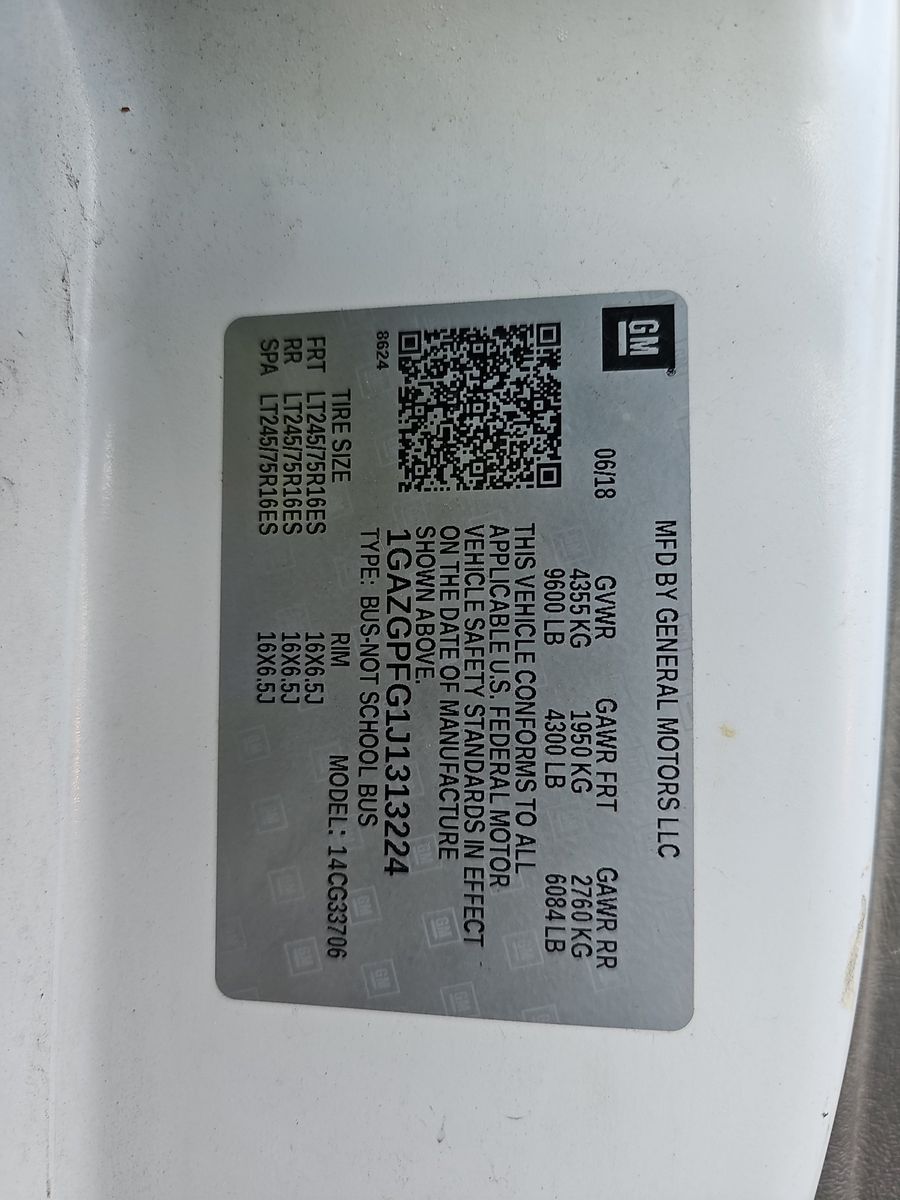 GM
MFD BY GENERAL MOTORS LLC
06/18
GVWR GAWR FRT GAWR RR
4355 KG 1950 KG 2760 KG
9600 LB 4300 LB 6084 LB
THIS VEHICLE CONFORMS TO ALL
APPLICABLE U.S. FEDERAL MOTOR
VEHICLE SAFETY STANDARDS IN EFFECT
ON THE DATE OF MANUFACTURE
SHOWN ABOVE.
1GAZGPFG1J1313224
8624
TYPE: BUS-NOT SCHOOL BUS
MODEL: 14CG33706
TIRE SIZE RIM
FRT LT245/75R16ES 16X6.5J
RR LT245/75R16ES 16X6.5J
SPA LT245/75R16ES 16X6.5J